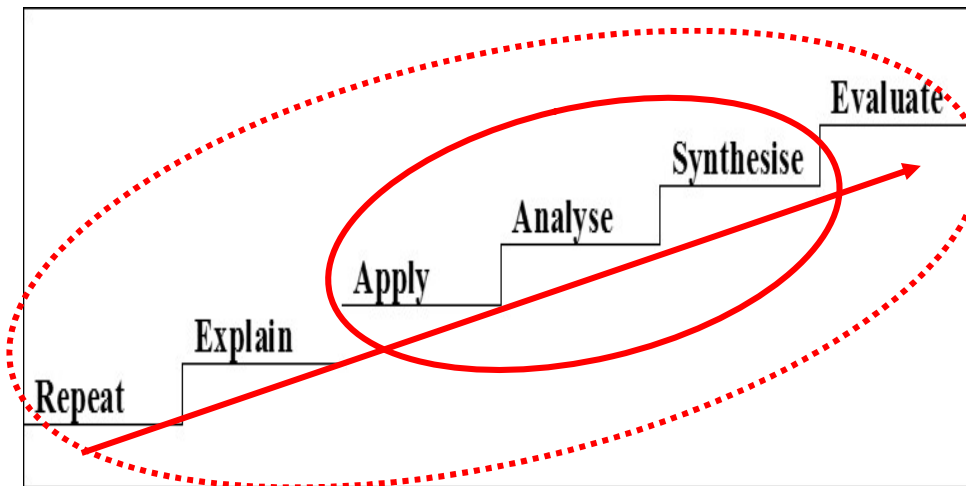 Evaluate
Synthesise
Analyse
Apply
Explain
Repeat